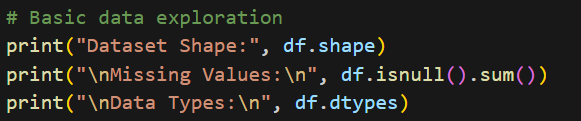 # Basic data exploration
print("Dataset Shape:", df.shape)
print("\nMissing Values:\n", df.isnull().sum())
print("\nData Types:\n", df.dtypes)